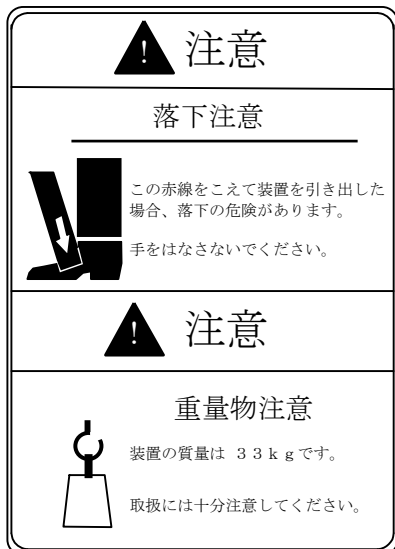 注意
落下注意
この赤線をこえて装置を引き出した
場合、落下の危険があります。
手をはなさないでください。
注意
重量物注意
装置の質量は ３３ｋｇです。
取扱には十分注意してください。